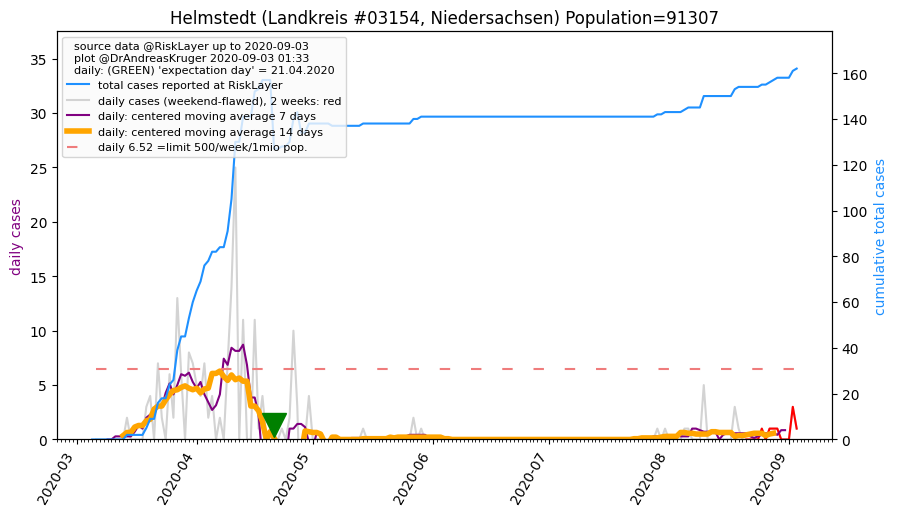 Helmstedt (Landkreis #03154, Niedersachsen) Population=91307
source data @RiskLayer up to 2020-09-03
plot @DrAndreasKruger 2020-09-03 01:33
daily: (GREEN) 'expectation day' = 21.04.2020
total cases reported at RiskLayer
daily cases (weekend-flawed), 2 weeks: red
daily: centered moving average 7 days
daily: centered moving average 14 days
daily 6.52 =limit 500/week/1mio pop.
daily cases
35
30
25
20
15
10
5
0
cumulative total cases
160
140
120
100
80
60
40
20
0
2020-03
2020-04
2020-05
2020-06
2020-07
2020-08
2020-09